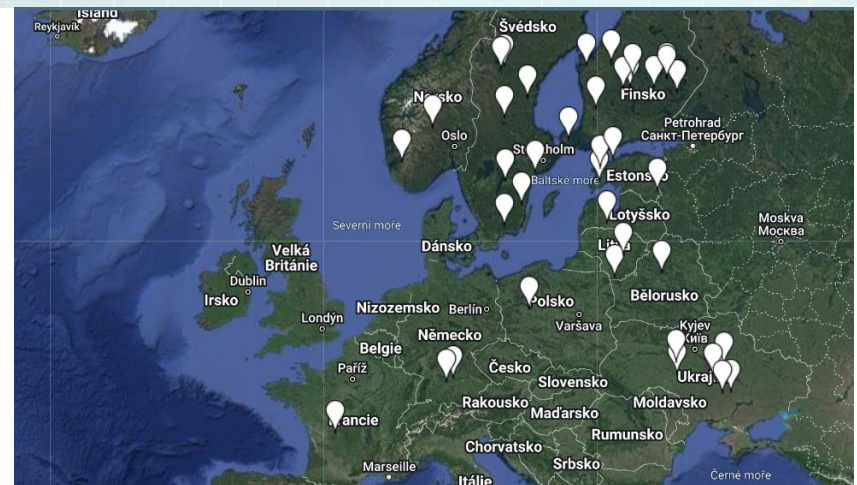 Island
Reykjavík
Švédsko
Norsko
Finsko
Oslo
Petrohrad
Санкт-Петербург
Stockholm
Estonsko
Baltské moře
Severní moře
Lotyšsko
Moskva
Москва
Dánsko
Litva
Velká
Británie
Dublin
Irsko
Bělorusko
Nizozemsko
Berlín
Polsko
Londýn
Varšava
Německo
Kyjev
Київ
Belgie
Paříž
Česko
Ukraj
Slovensko
Rakousko
Moldavsko
Maďarsko
Francie
Rumunsko
Chorvatsko
Marseille
Srbsko
Černé moře
Itálie